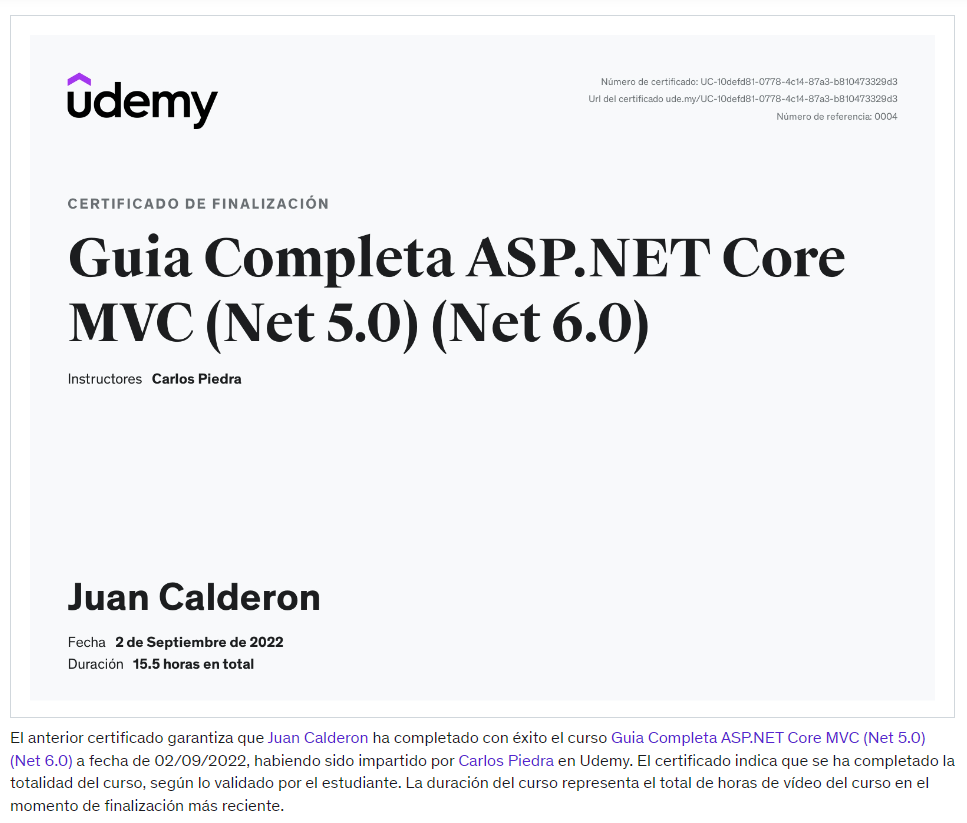 udemy
Número de certificado: UC-10defd81-0778-4c14-87a3-b810473329d3
Url del certificado ude.my/UC-10defd81-0778-4c14-87a3-b810473329d3
Número de referencia: 0004
CERTIFICADO DE FINALIZACIÓN
Guia Completa ASP.NET Core
MVC (Net 5.0) (Net 6.0)
Instructores Carlos Piedra
Juan Calderon
Fecha 2 de Septiembre de 2022
Duración 15.5 horas en total
El anterior certificado garantiza que Juan Calderon ha completado con éxito el curso Guia Completa ASP.NET Core MVC (Net 5.0)
(Net 6.0) a fecha de 02/09/2022, habiendo sido impartido por Carlos Piedra en Udemy. El certificado indica que se ha completado la
totalidad del curso, según lo validado por el estudiante. La duración del curso representa el total de horas de vídeo del curso en el
momento de finalización más reciente.